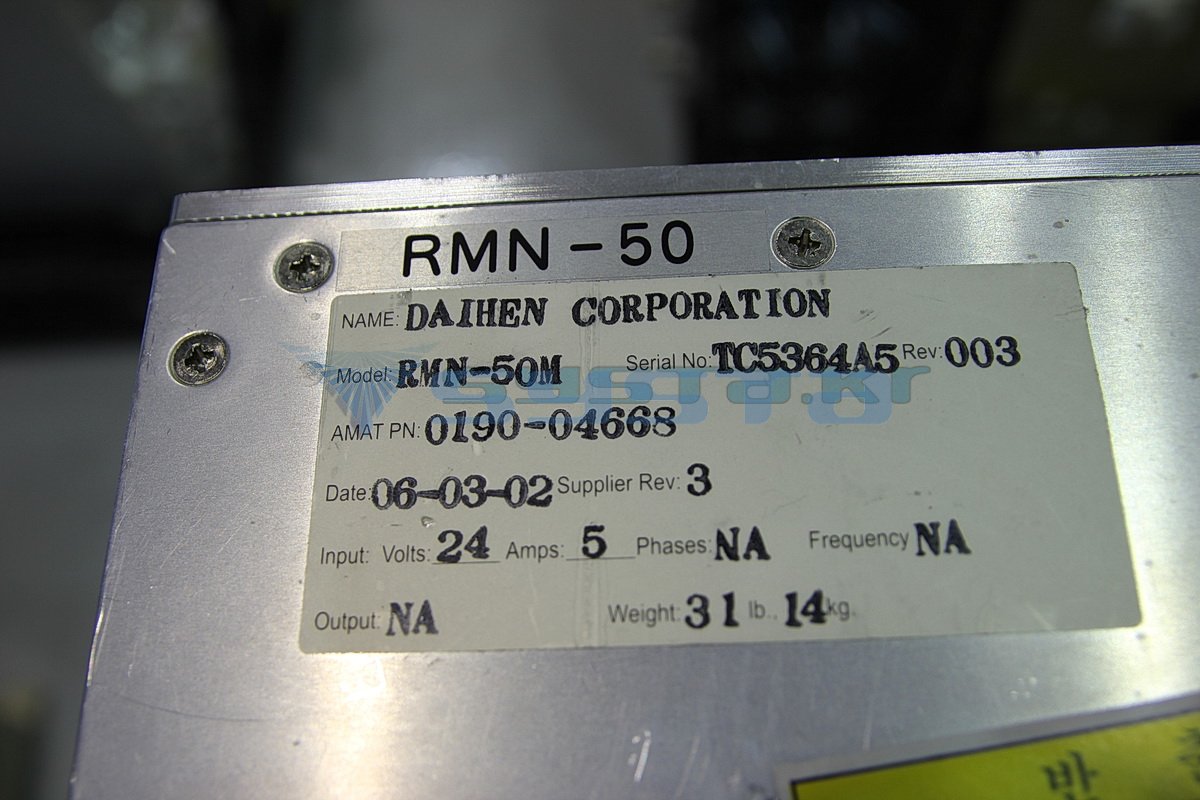 RMN-50
NAME: DAIHEN CORPORATION
Model: RMN-50M Serial No: TC5364A5 Rev: 003
AMAT PN: 0190-04668
Date: 06-03-02 Supplier Rev: 3
Input: Volts: 24 Amps: 5 Phases: NA Frequency NA
Output: NA Weight: 31 lb., 14 kg.